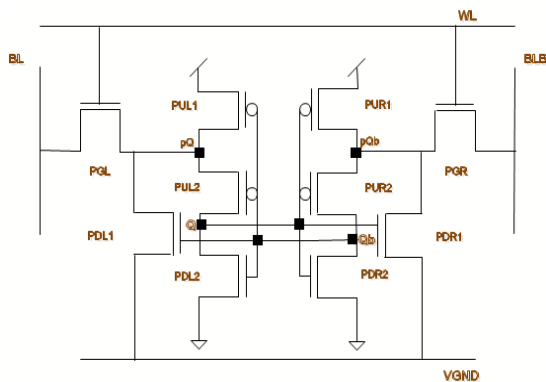 WL
BL
BLB
PUL1
PUR1
pQ
pQb
PGL
PGR
PUL2
PUR2
Q
Qb
PDL1
PDR1
PDL2
PDR2
VGND